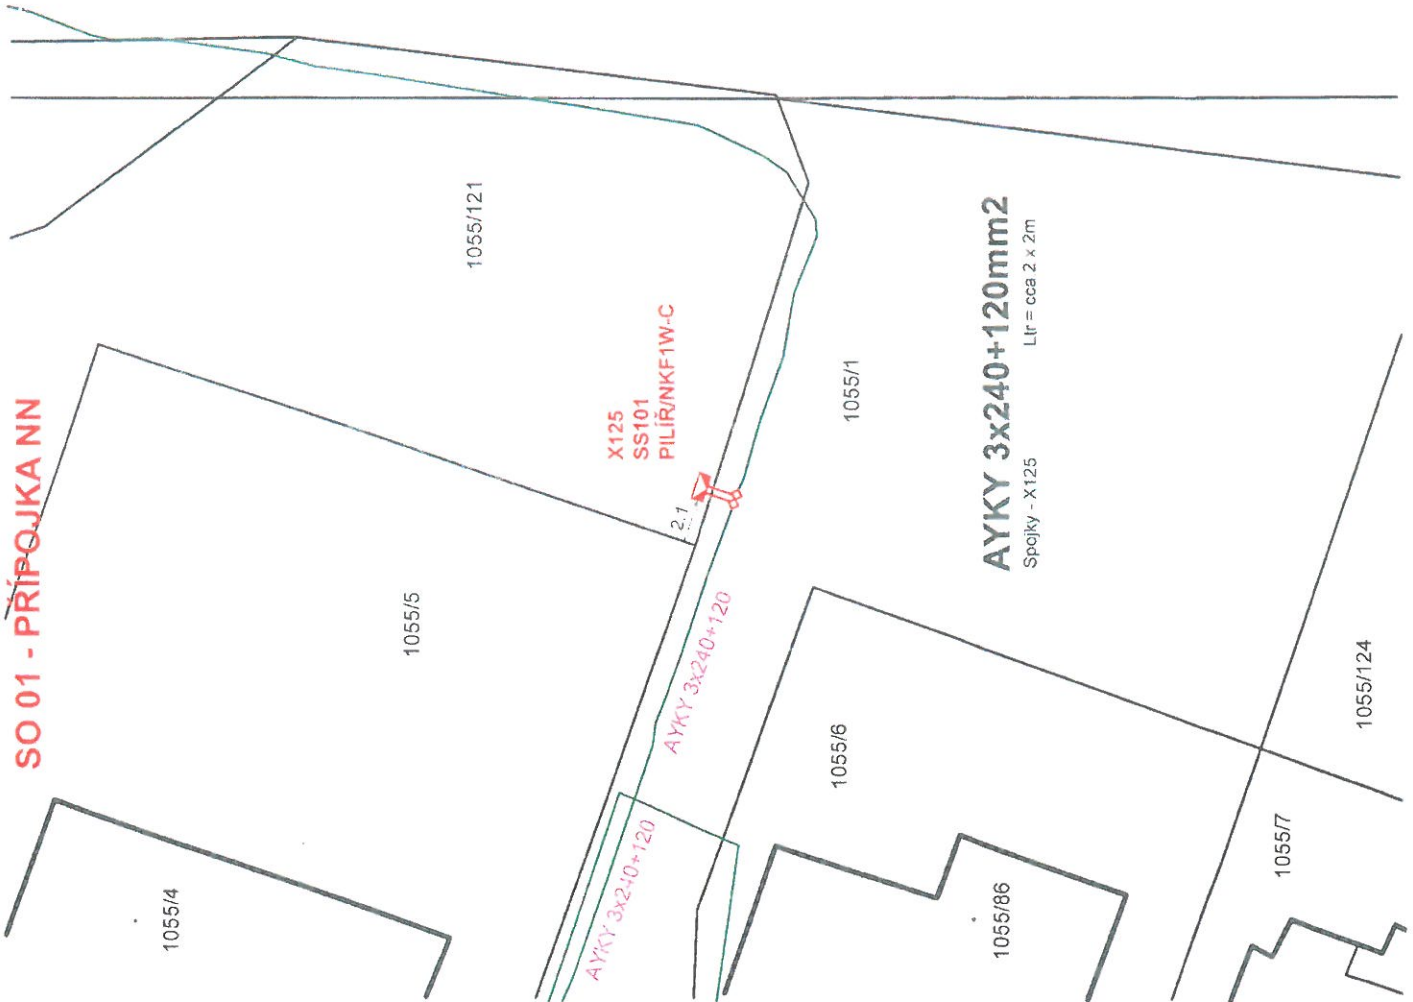 SO 01 - PŘÍPOJKA NN
1055/4
1055/5
1055/121
X125
SS101
PILÍŘ/NKF1W-C
2.1
AYKY 3x240+120
AYKY 3x240+120
1055/6
1055/1
AYKY 3x240+120mm2
Spojky - X125
Ltr = cca 2 x 2m
1055/86
1055/7
1055/124